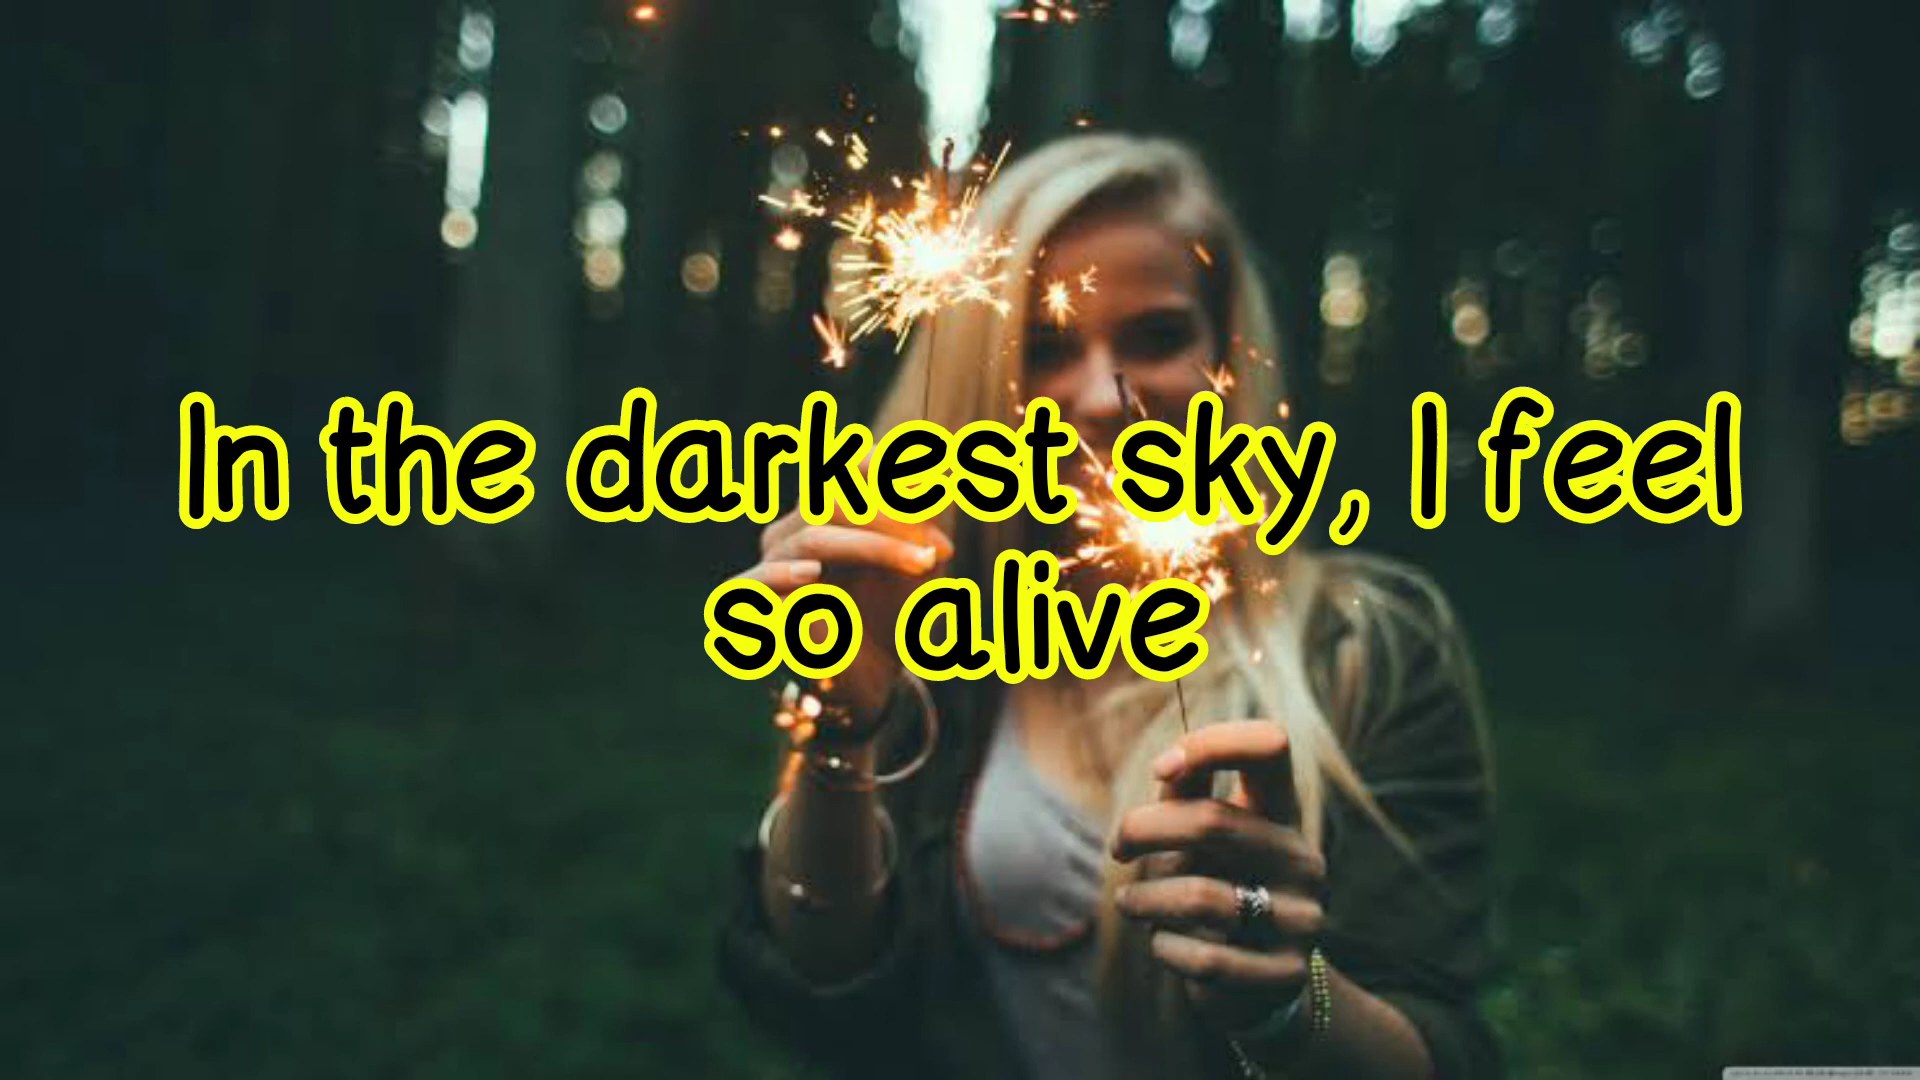 In the darkest sky, I feel
so alive